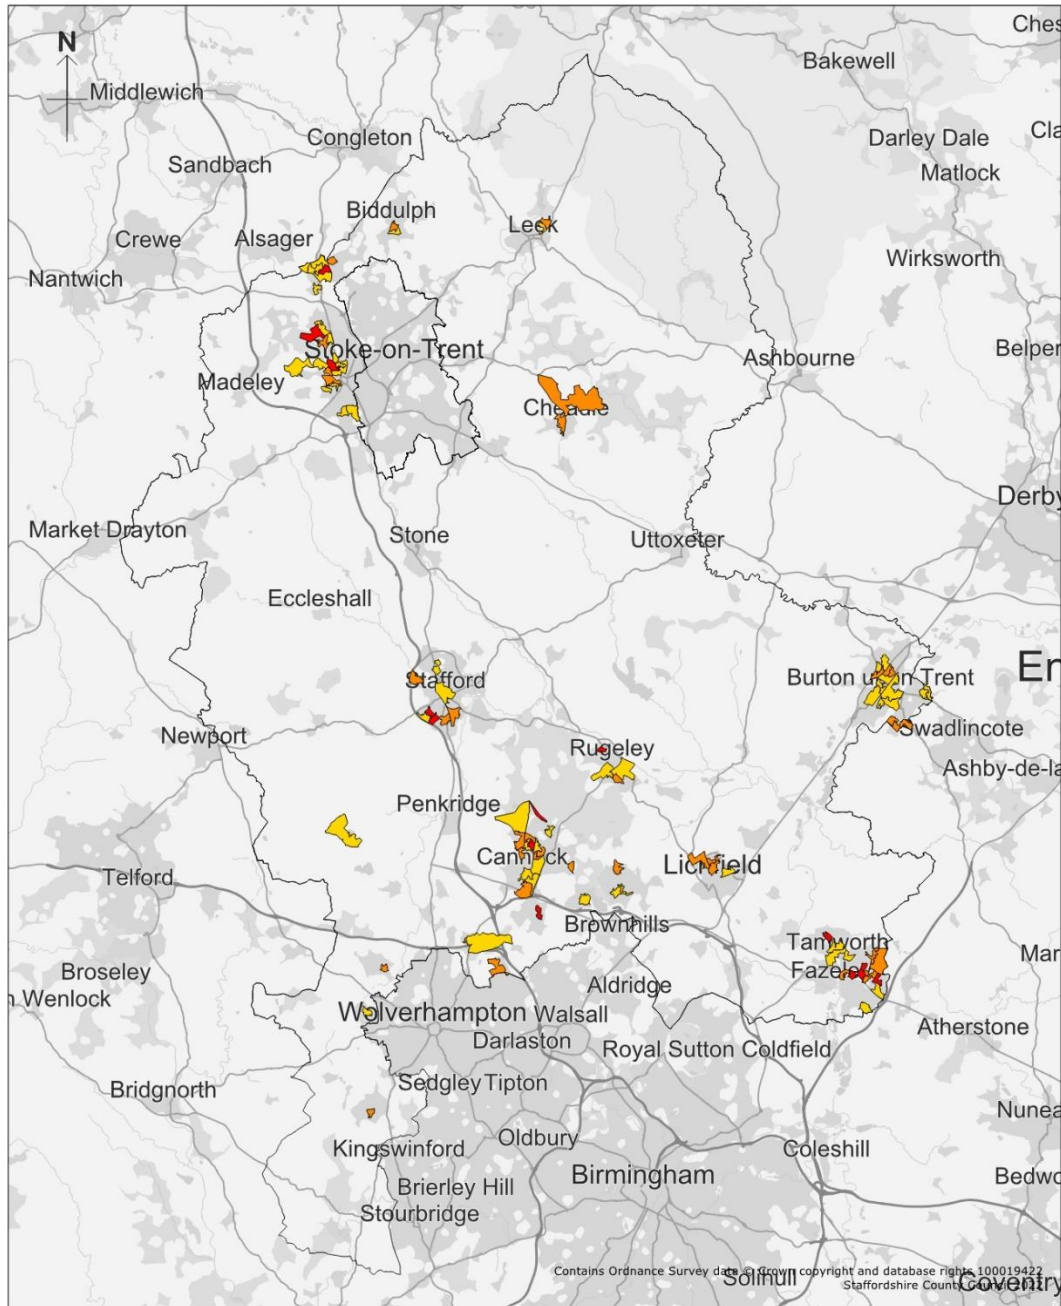 Ches
Bakewell
N
Middlewich
Congleton
Darley Dale
Cla
Sandbach
Matlock
Biddulph
Leek
Crewe
Alsager
Wirksworth
Nantwich
Stoke-on-Trent
Belper
Ashbourne
Madeley
Cheadle
Derby
Market Drayton
Stone
Uttoxeter
Eccleshall
En
Stafford
Burton upon Trent
Swadlincote
Newport
Rugeley
Ashby-de-la
Penkridge
Cannock
Lichfield
Telford
Brownhills
Tamworth
Mar
Broseley
Fazeley
Aldridge
n Wenlock
Wolverhampton
Walsall
Atherstone
Darlaston
Royal Sutton Coldfield
Sedgley
Tipton
Bridgnorth
Nunea
Oldbury
Kingswinford
Coleshill
Birmingham
Bedwo
Brierley Hill
Stourbridge
Contains Ordnance Survey data © Crown copyright and database rights 100019422
Staffordshire County Council 2022
Solihull
Coventry